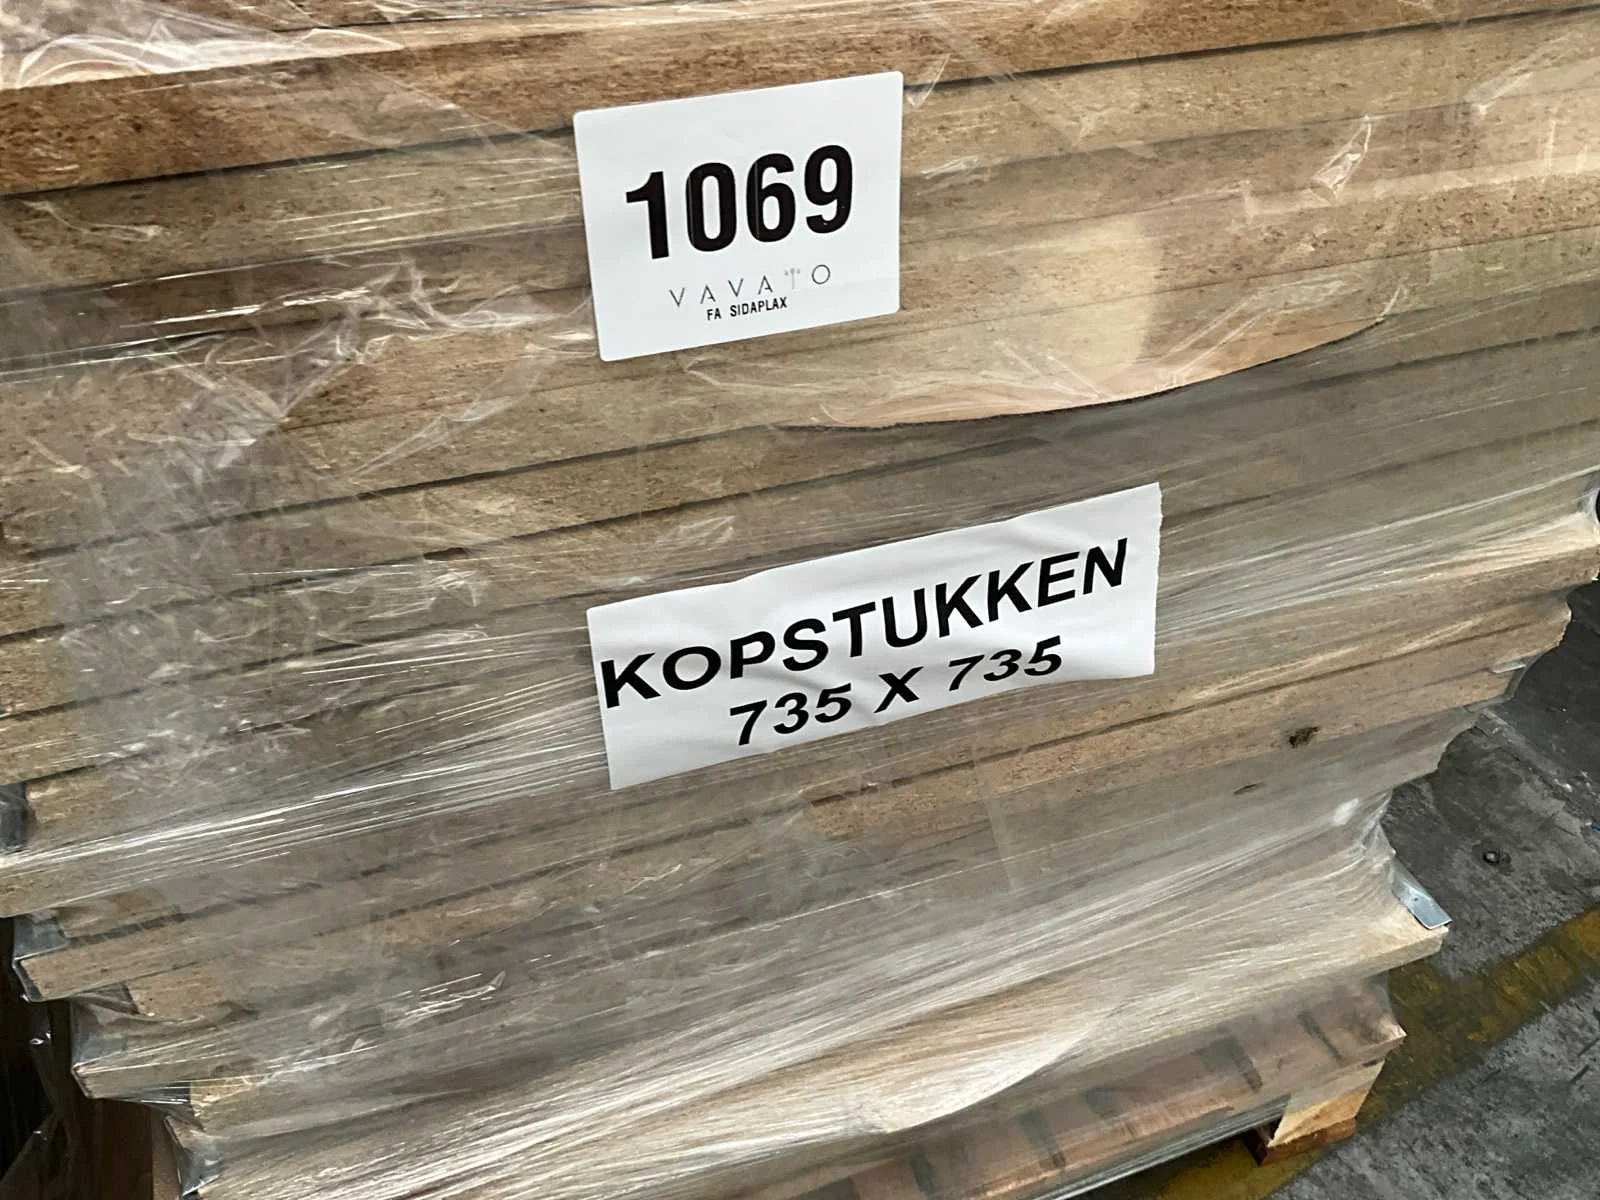 1069
VAVATO
FA SIDAPLAX
KOPSTUKKEN
735 X 735